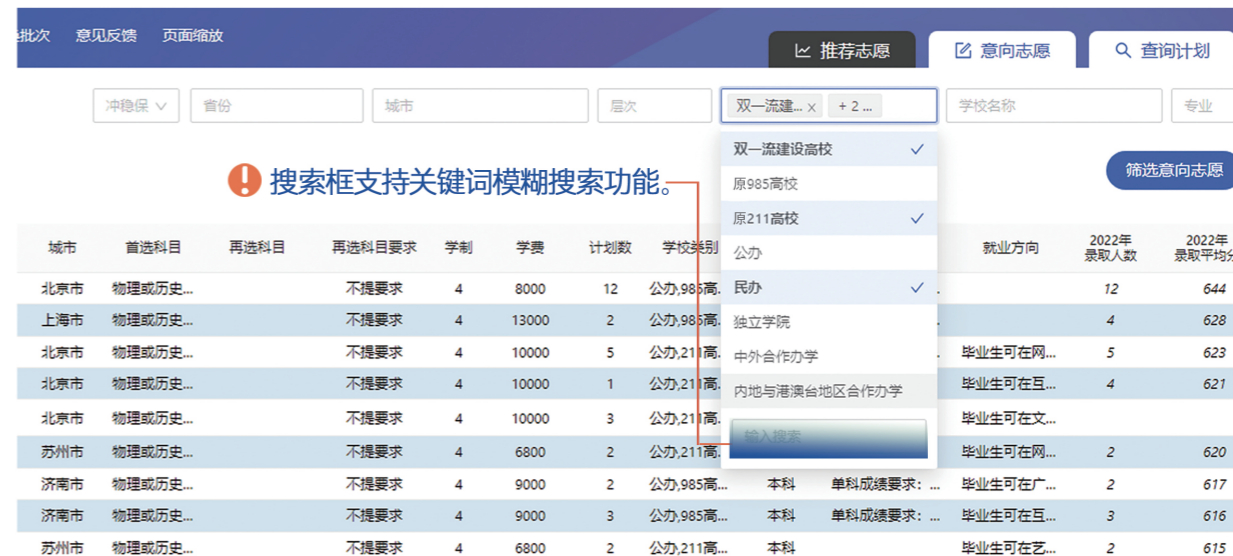 批次 意见反馈 页面缩放
推荐志愿 意向志愿 查询计划
冲稳保 省份 城市 层次 双一流建... x + 2 ... 学校名称 专业
双一流建设高校
原985高校
原211高校
公办
民办
独立学院
中外合作办学
内地与港澳台地区合作办学
输入搜索
搜索框支持关键词模糊搜索功能。
筛选意向志愿
城市 首选科目 再选科目 再选科目要求 学制 学费 计划数 学校类别 就业方向 2022年录取人数 2022年录取平均分
北京市 物理或历史... 不提要求 4 8000 12 公办,985高. . 12 644
上海市 物理或历史... 不提要求 4 13000 2 公办,985高. . 4 628
北京市 物理或历史... 不提要求 4 10000 5 公办,211高. . 毕业生可在网... 5 623
北京市 物理或历史... 不提要求 4 10000 1 公办,211高. . 毕业生可在互... 4 621
北京市 物理或历史... 不提要求 4 10000 3 公办,211高. 毕业生可在文...
苏州市 物理或历史... 不提要求 4 6800 2 公办,211高... 毕业生可在网... 2 620
济南市 物理或历史... 不提要求 4 9000 2 公办,985高... 本科 单科成绩要求：... 毕业生可在广... 2 617
济南市 物理或历史... 不提要求 4 9000 3 公办,985高... 本科 单科成绩要求：... 毕业生可在互... 3 616
苏州市 物理或历史... 不提要求 4 6800 2 公办,211高... 本科 毕业生可在艺... 2 615